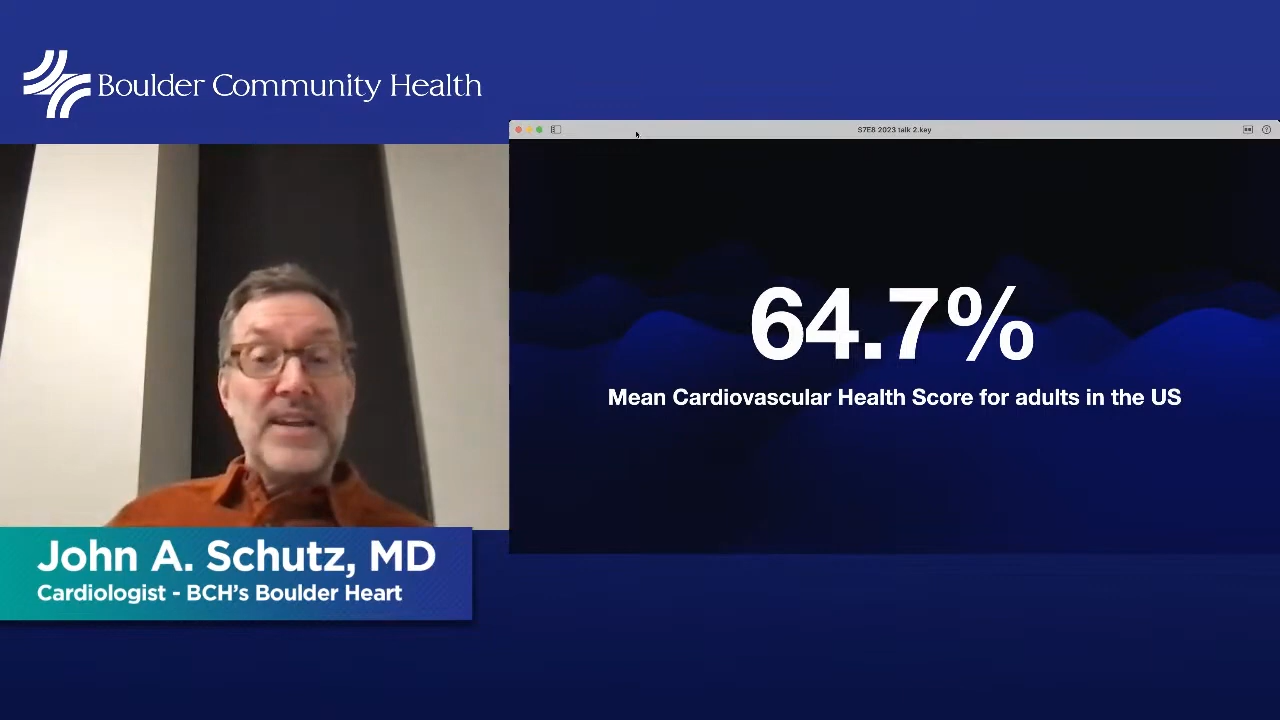 Boulder Community Health
S7E8 2023 talk 2.key
64.7%
Mean Cardiovascular Health Score for adults in the US
John A. Schutz, MD
Cardiologist - BCH's Boulder Heart